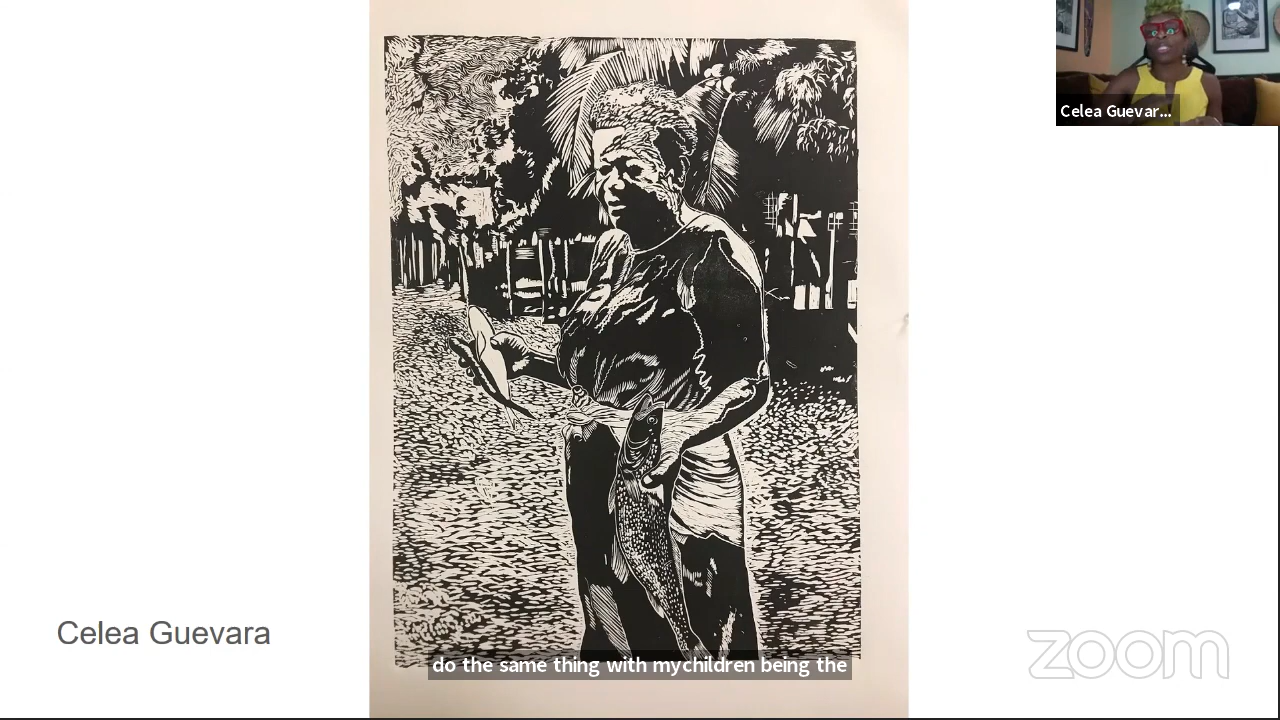 Celea Guevar...
Celea Guevara
zoom
do the same thing with mychildren being the